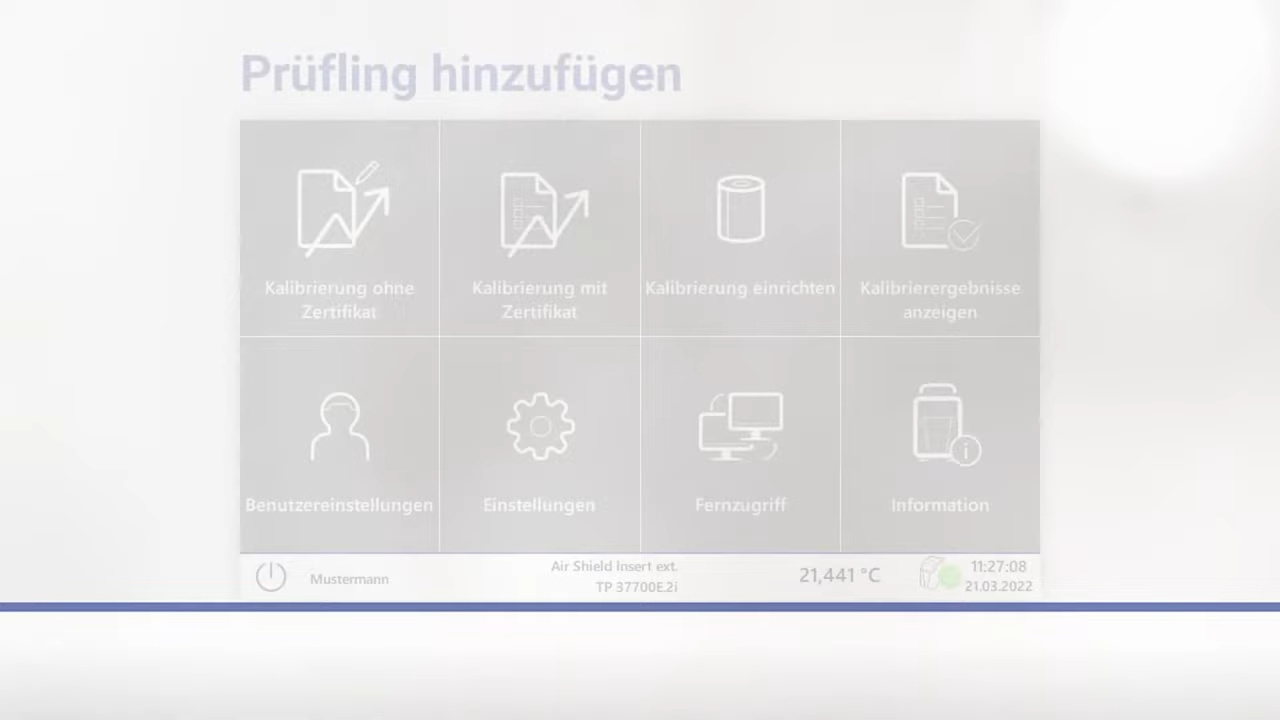 Prüfling hinzufügen
Kalibrierung ohne
Zertifikat
Kalibrierung mit
Zertifikat
Kalibrierung einrichten
Kalibrierergebnisse
anzeigen
Benutzereinstellungen
Einstellungen
Fernzugriff
Information
Mustermann
Air Shield Insert ext.
TP 37700E.2i
21,441 °C
11:27:08
21.03.2022